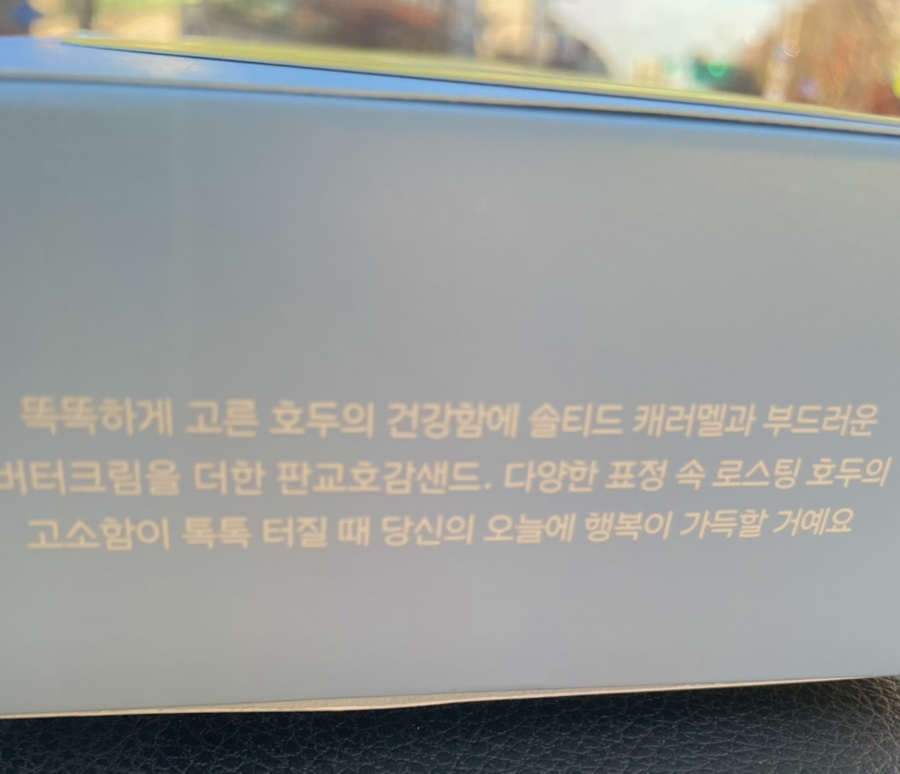 똑똑하게 고른 호두의 건강함에 솔티드 캐러멜과 부드러운
버터크림을 더한 판교호감샌드. 다양한 표정 속 로스팅 호두의
고소함이 톡톡 터질 때 당신의 오늘에 행복이 가득할 거예요